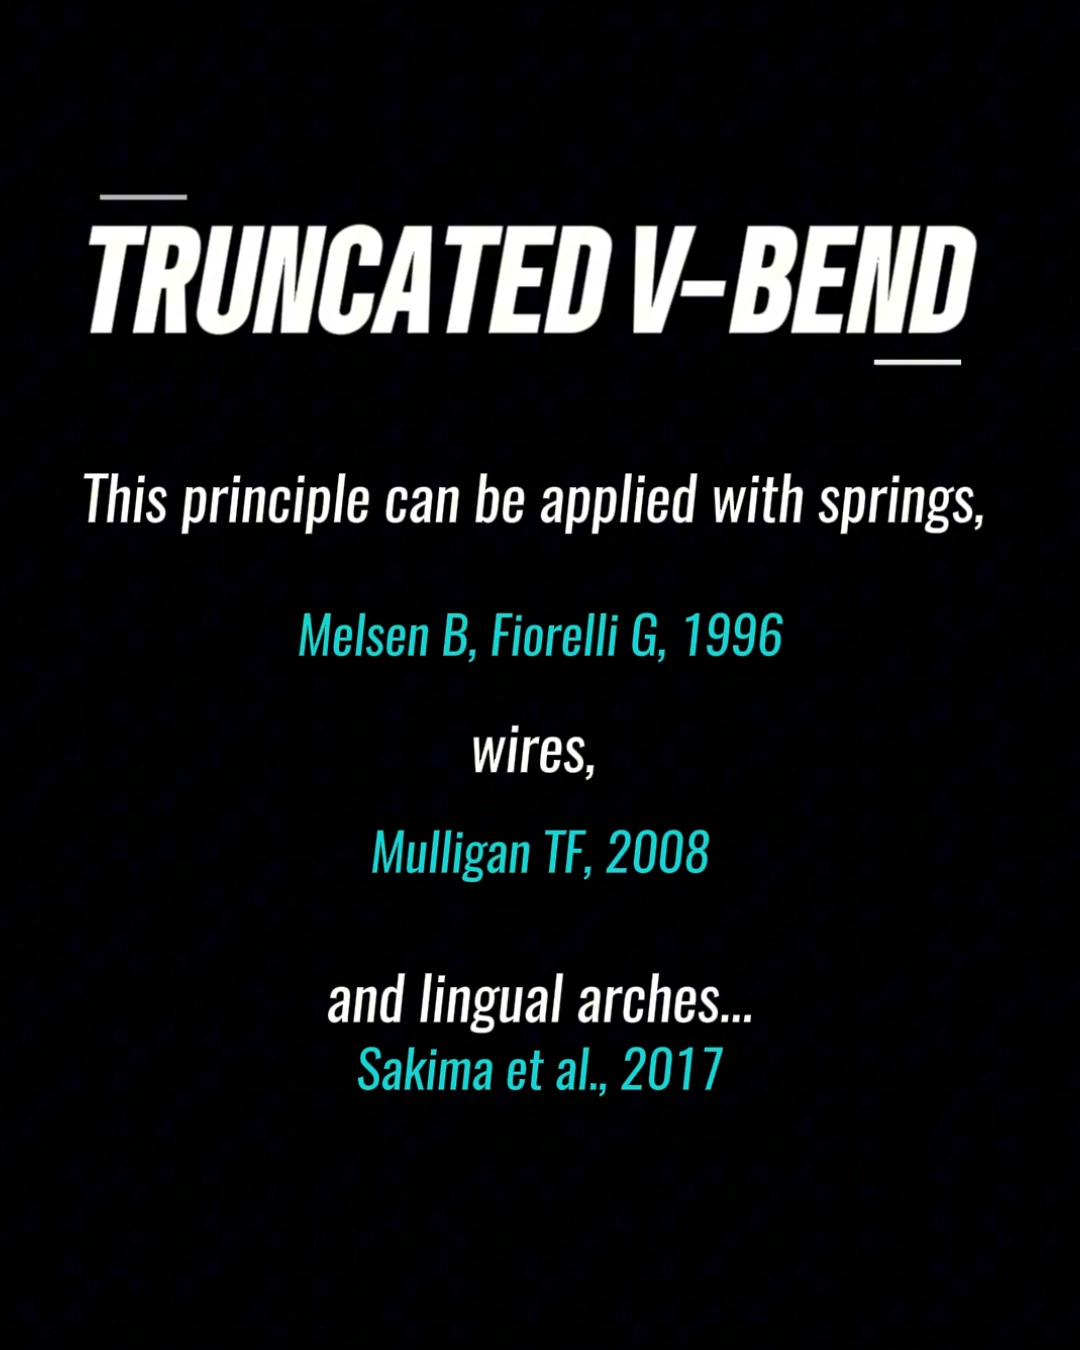 TRUNCATED V-BEND
This principle can be applied with springs,
Melsen B, Fiorelli G, 1996
wires,
Mulligan TF, 2008
and lingual arches...
Sakima et al., 2017